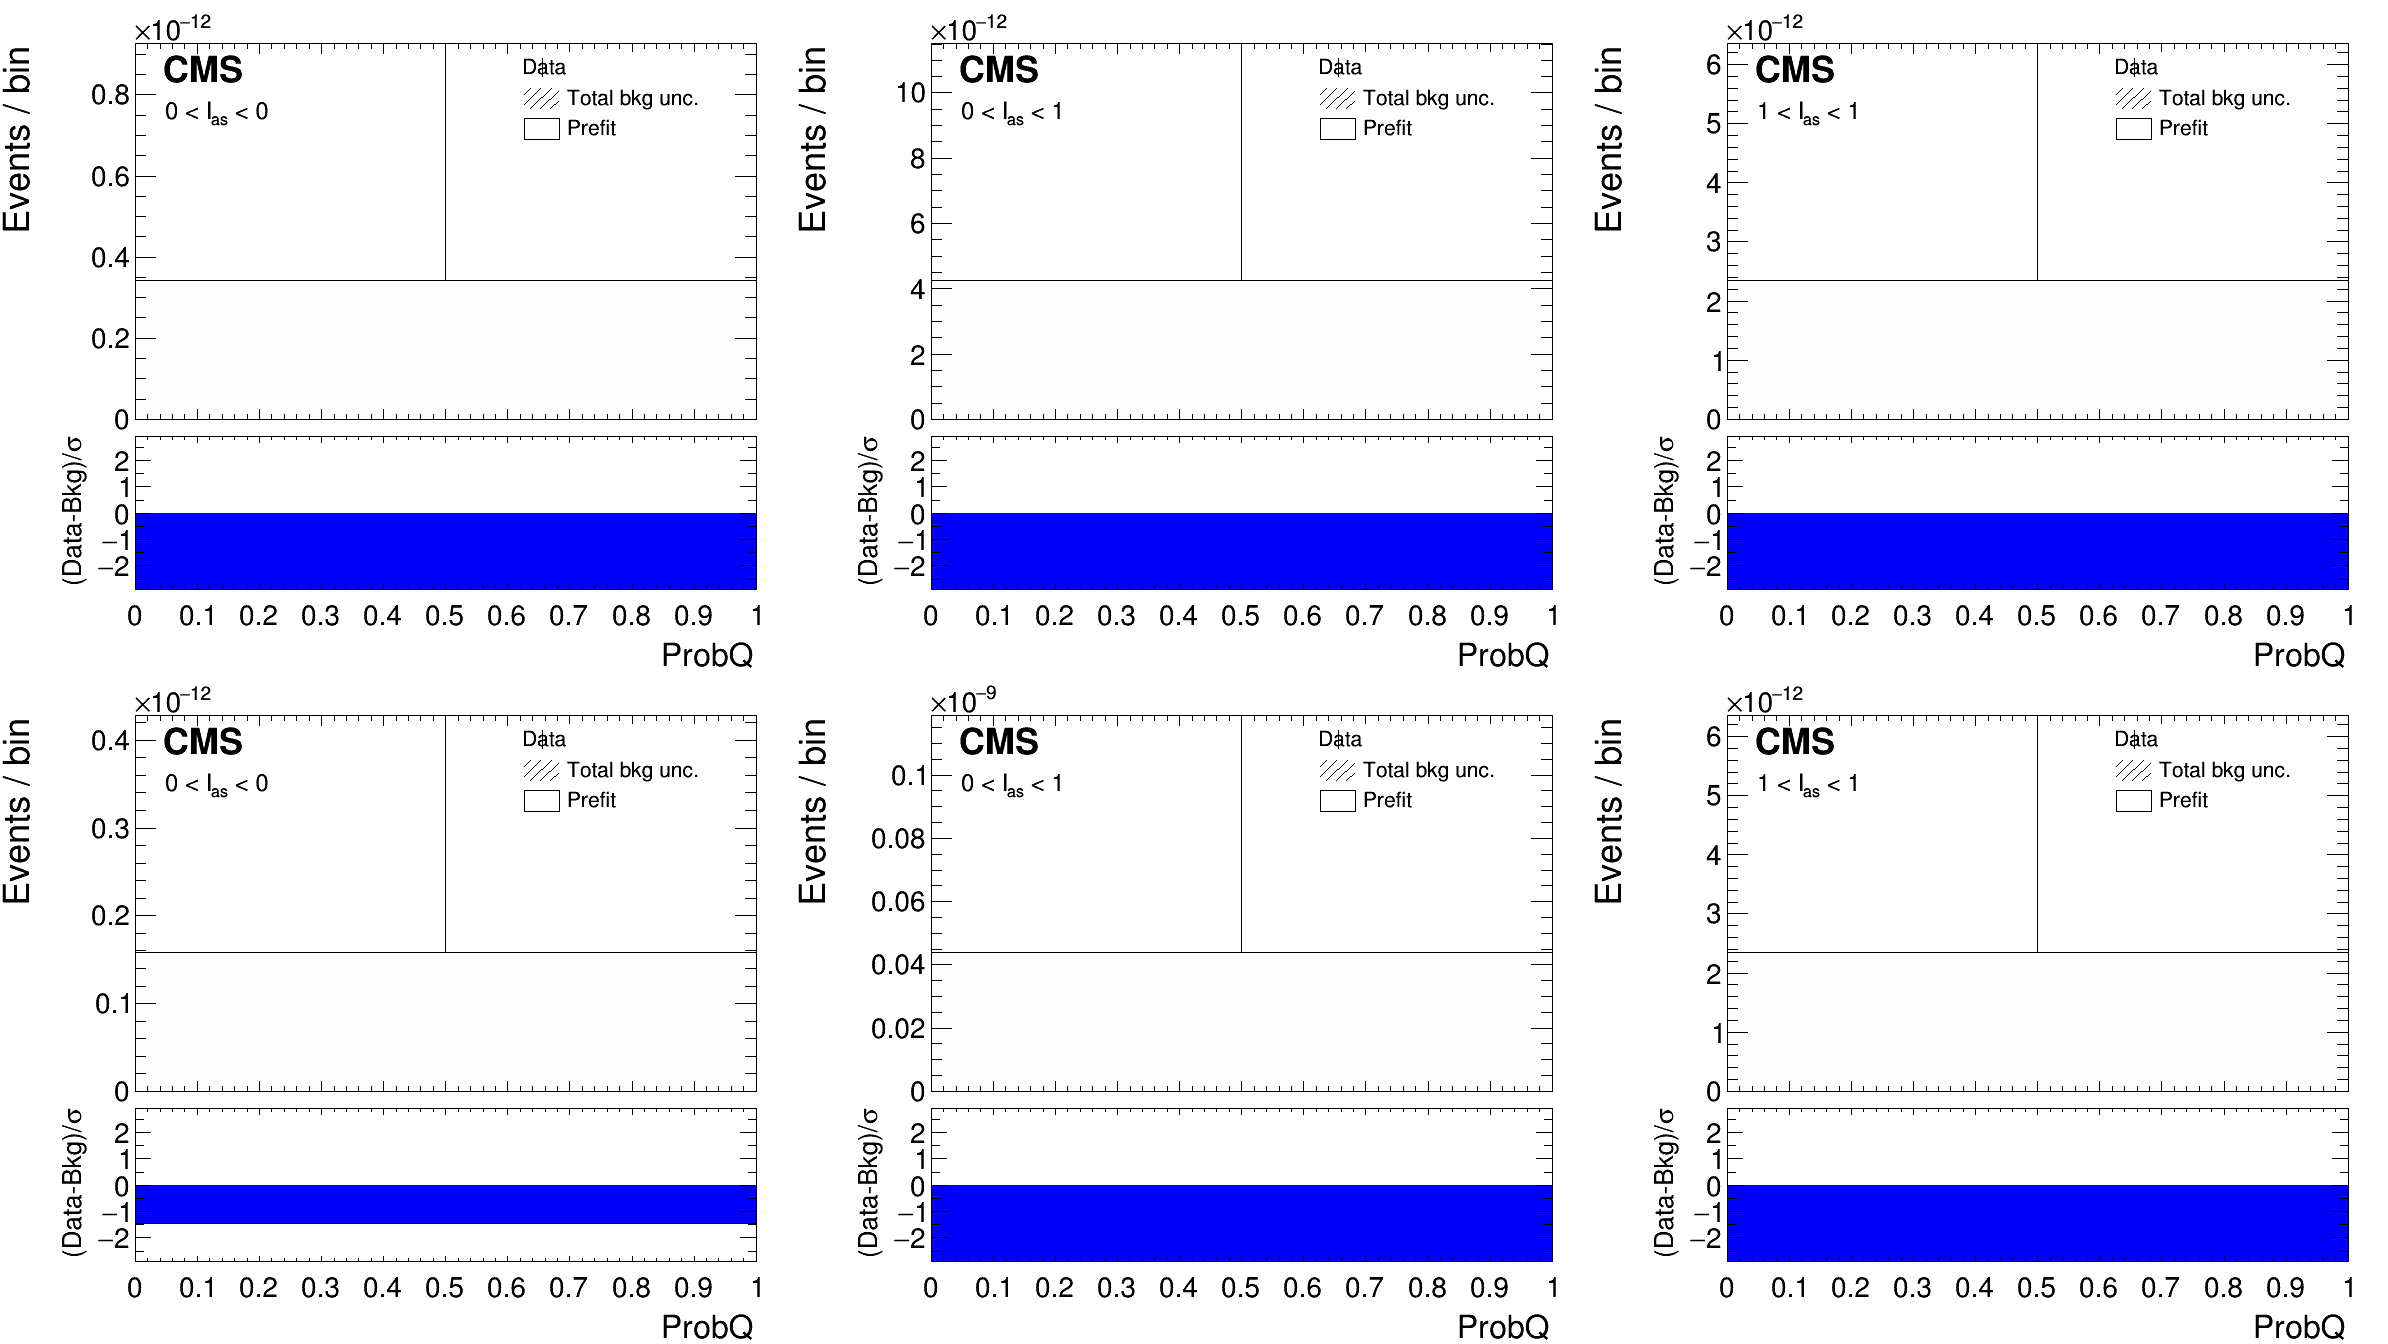 ×10⁻¹²
CMS
0 < Ias < 0
Data
Total bkg unc.
Prefit
Events / bin
0.8
0.6
0.4
0.2
0
(Data-Bkg)/σ
2
1
0
−1
−2
0 0.1 0.2 0.3 0.4 0.5 0.6 0.7 0.8 0.9 1
ProbQ
×10⁻¹²
CMS
0 < Ias < 1
Data
Total bkg unc.
Prefit
Events / bin
10
8
6
4
2
0
(Data-Bkg)/σ
2
1
0
−1
−2
0 0.1 0.2 0.3 0.4 0.5 0.6 0.7 0.8 0.9 1
ProbQ
×10⁻¹²
CMS
1 < Ias < 1
Data
Total bkg unc.
Prefit
Events / bin
6
5
4
3
2
1
0
(Data-Bkg)/σ
2
1
0
−1
−2
0 0.1 0.2 0.3 0.4 0.5 0.6 0.7 0.8 0.9 1
ProbQ
×10⁻¹²
CMS
0 < Ias < 0
Data
Total bkg unc.
Prefit
Events / bin
0.4
0.3
0.2
0.1
0
(Data-Bkg)/σ
2
1
0
−1
−2
0 0.1 0.2 0.3 0.4 0.5 0.6 0.7 0.8 0.9 1
ProbQ
×10⁻⁹
CMS
0 < Ias < 1
Data
Total bkg unc.
Prefit
Events / bin
0.1
0.08
0.06
0.04
0.02
0
(Data-Bkg)/σ
2
1
0
−1
−2
0 0.1 0.2 0.3 0.4 0.5 0.6 0.7 0.8 0.9 1
ProbQ
×10⁻¹²
CMS
1 < Ias < 1
Data
Total bkg unc.
Prefit
Events / bin
6
5
4
3
2
1
0
(Data-Bkg)/σ
2
1
0
−1
−2
0 0.1 0.2 0.3 0.4 0.5 0.6 0.7 0.8 0.9 1
ProbQ